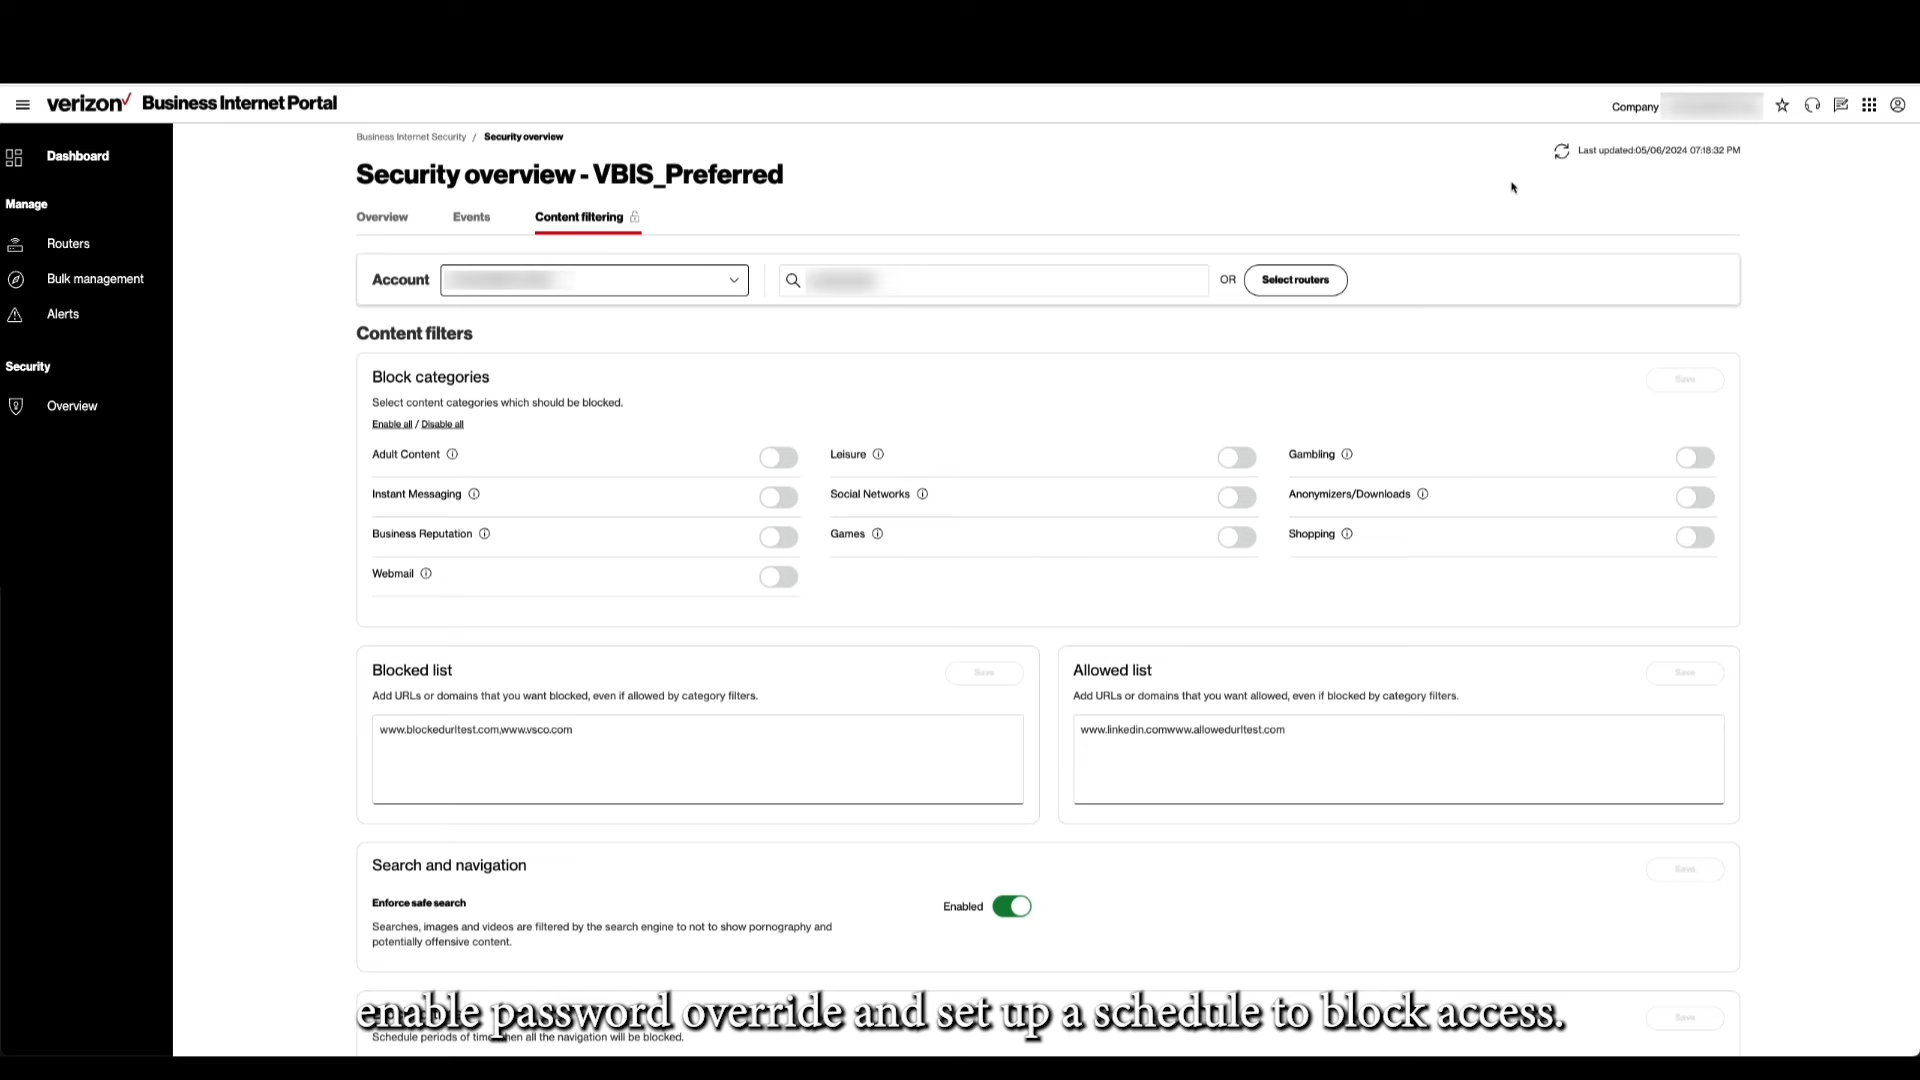 verizon Business Internet Portal
Company
Dashboard
Manage
Routers
Bulk management
Alerts
Security
Overview
Business Internet Security / Security overview
Last updated:05/06/2024 07:18:32 PM
Security overview - VBIS_Preferred
Overview Events Content filtering
Account OR Select routers
Content filters
Block categories Save
Select content categories which should be blocked.
Enable all / Disable all
Adult Content Leisure Gambling
Instant Messaging Social Networks Anonymizers/Downloads
Business Reputation Games Shopping
Webmail
Blocked list Save
Add URLs or domains that you want blocked, even if allowed by category filters.
www.blockedurltest.com,www.vsco.com
Allowed list Save
Add URLs or domains that you want allowed, even if blocked by category filters.
www.linkedin.comwww.allowedurltest.com
Search and navigation Save
Enforce safe search Enabled
Searches, images and videos are filtered by the search engine to not to show pornography and
potentially offensive content.
enable password override and set up a schedule to block access.
Save
Schedule periods of time when all the navigation will be blocked.